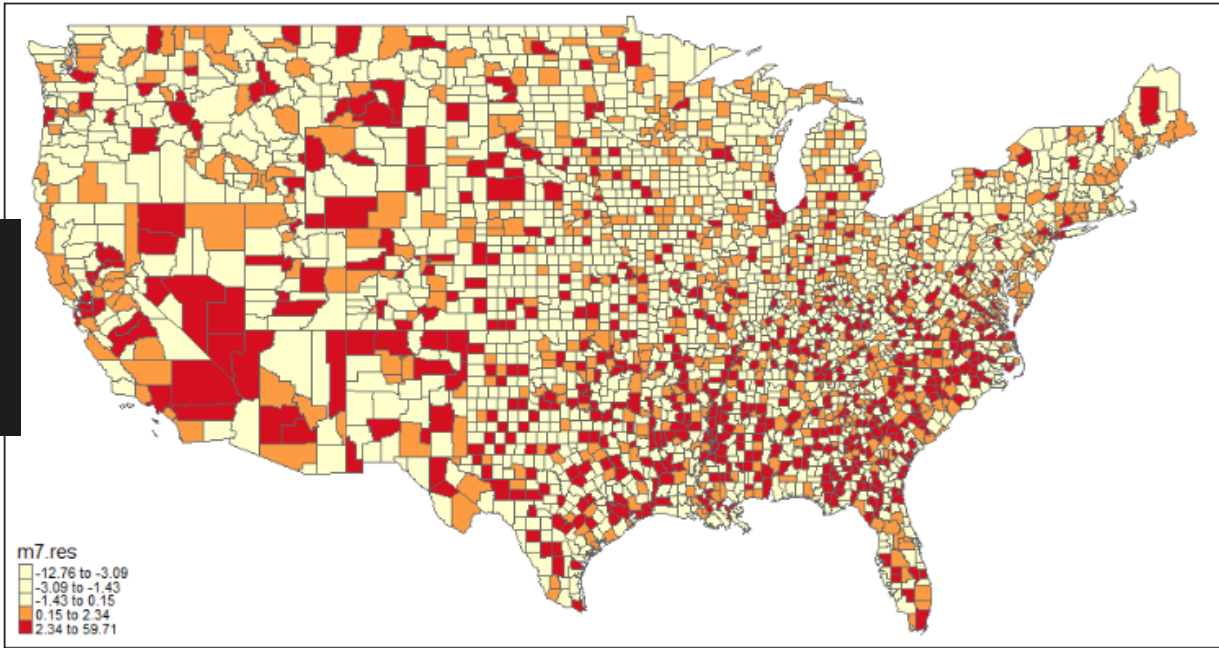 m7.res
-12.76 to -3.09
-3.09 to -1.43
-1.43 to 0.15
0.15 to 2.34
2.34 to 59.71